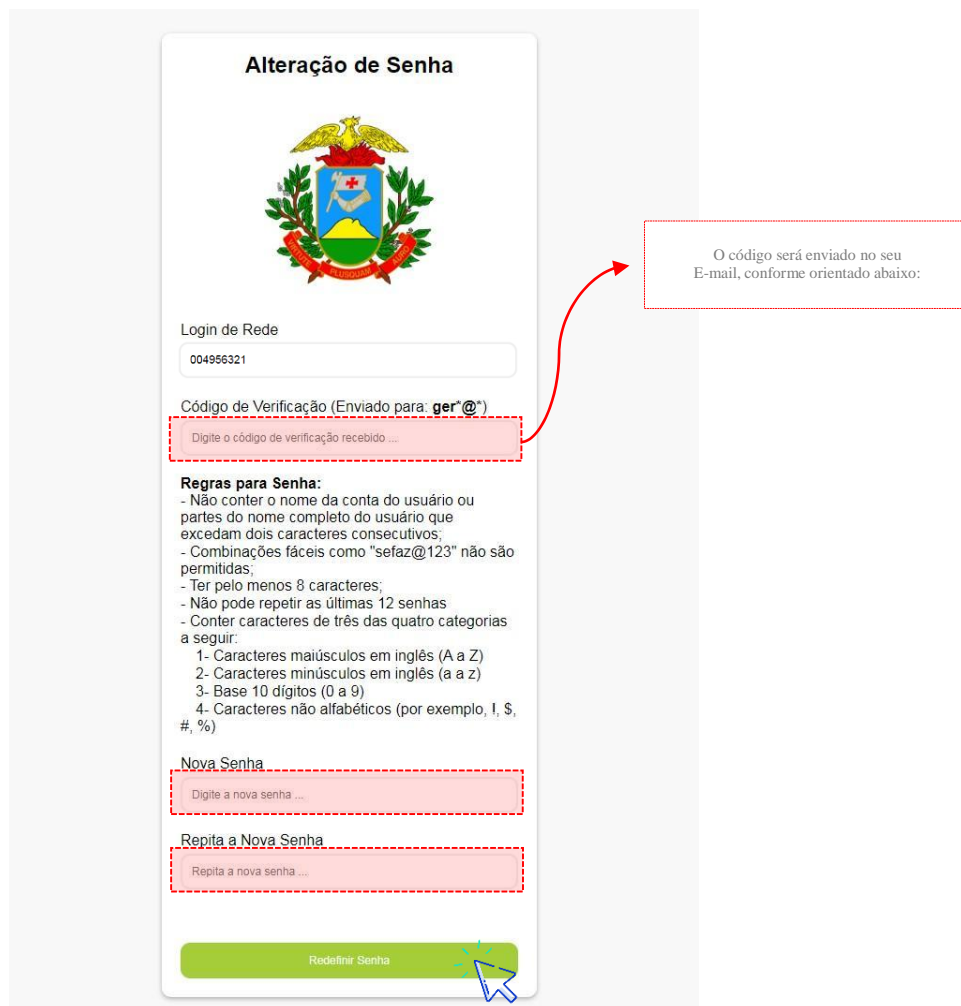 Alteração de Senha
VIRTUTE PLUSQUAM AURO
O código será enviado no seu
E-mail, conforme orientado abaixo:
Login de Rede
004956321
Código de Verificação (Enviado para: ger*@*)
Digite o código de verificação recebido ...
Regras para Senha:
- Não conter o nome da conta do usuário ou
partes do nome completo do usuário que
excedam dois caracteres consecutivos;
- Combinações fáceis como "sefaz@123" não são
permitidas;
- Ter pelo menos 8 caracteres;
- Não pode repetir as últimas 12 senhas
- Conter caracteres de três das quatro categorias
a seguir:
1- Caracteres maiúsculos em inglês (A a Z)
2- Caracteres minúsculos em inglês (a a z)
3- Base 10 dígitos (0 a 9)
4- Caracteres não alfabéticos (por exemplo, !, $,
#, %)
Nova Senha
Digite a nova senha ...
Repita a Nova Senha
Repita a nova senha ...
Redefinir Senha